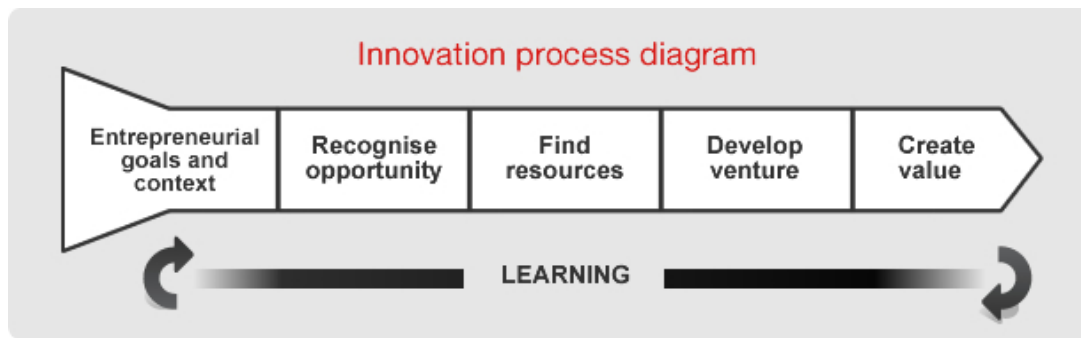 Innovation process diagram
Entrepreneurial
goals and
context
Recognise
opportunity
Find
resources
Develop
venture
Create
value
LEARNING